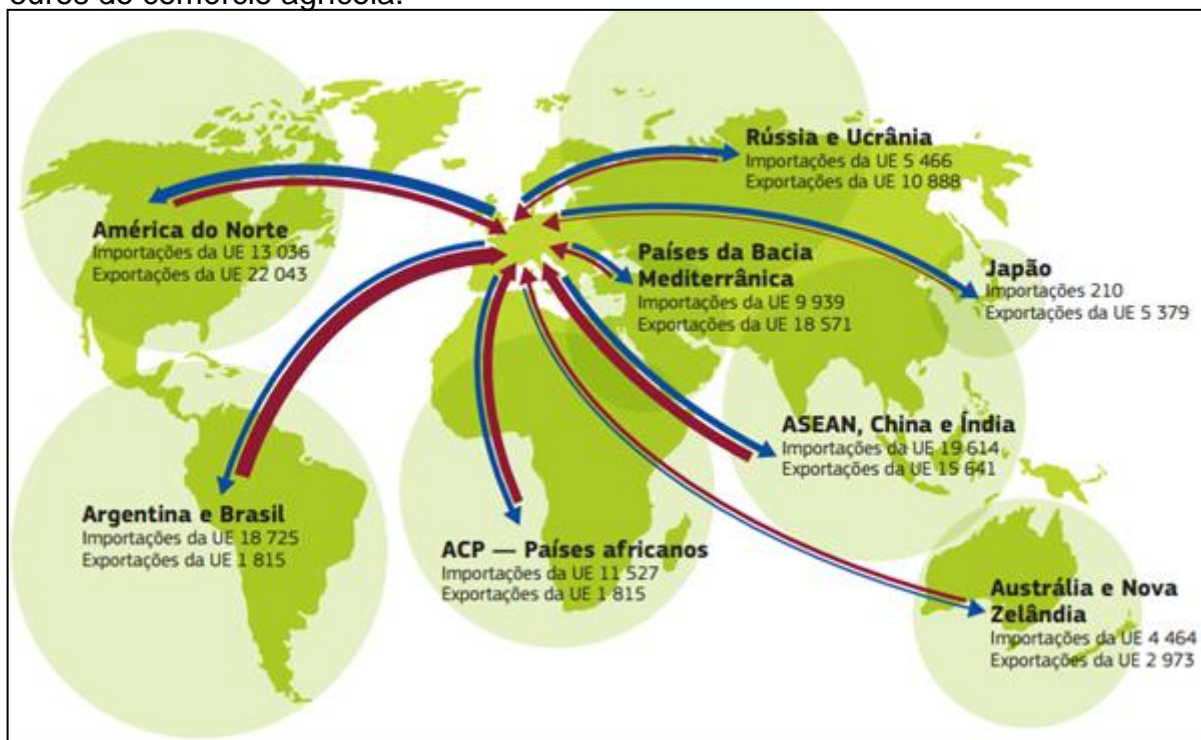 euros do comércio agrícola.
Rússia e Ucrânia
Importações da UE 5 466
Exportações da UE 10 888
América do Norte
Importações da UE 13 036
Exportações da UE 22 043
Países da Bacia
Mediterrânica
Importações da UE 9 939
Exportações da UE 18 571
Japão
Importações 210
Exportações da UE 5 379
ASEAN, China e Índia
Importações da UE 19 614
Exportações da UE 15 641
Argentina e Brasil
Importações da UE 18 725
Exportações da UE 1 815
ACP — Países africanos
Importações da UE 11 527
Exportações da UE 1 815
Austrália e Nova
Zelândia
Importações da UE 4 464
Exportações da UE 2 973